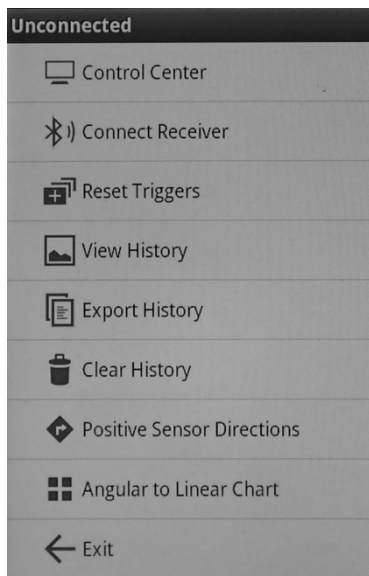 Unconnected
Control Center
Connect Receiver
Reset Triggers
View History
Export History
Clear History
Positive Sensor Directions
Angular to Linear Chart
Exit